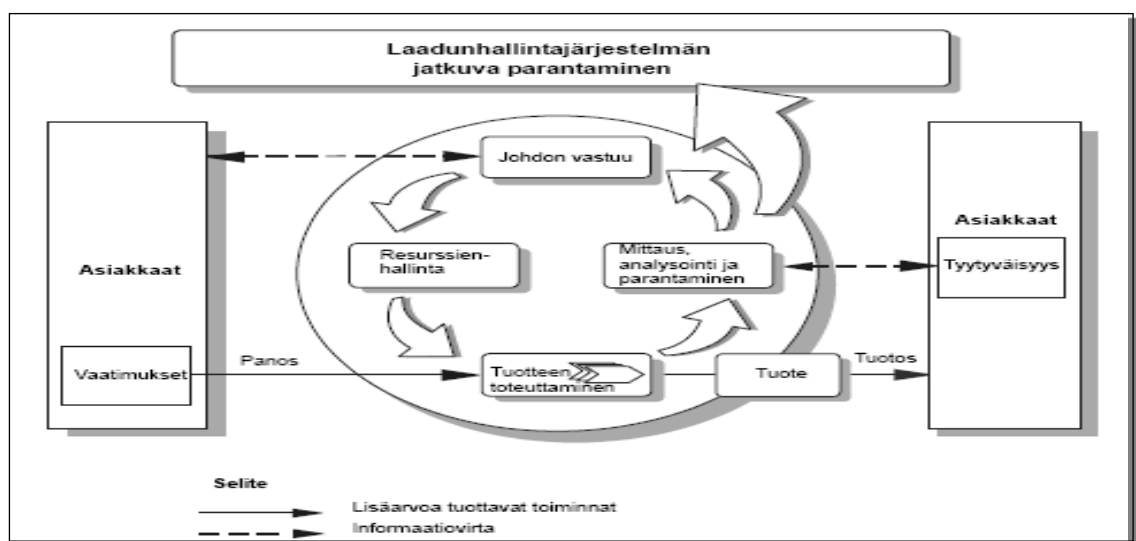 Laadunhallintajärjestelmän
jatkuva parantaminen
Johdon vastuu
Asiakkaat
Resurssien-
hallinta
Mittaus,
analysointi ja
parantaminen
Asiakkaat
Tyytyväisyys
Vaatimukset
Panos
Tuotteen
toteuttaminen
Tuote
Tuotos
Selite
Lisäarvoa tuottavat toiminnat
Informaatiovirta